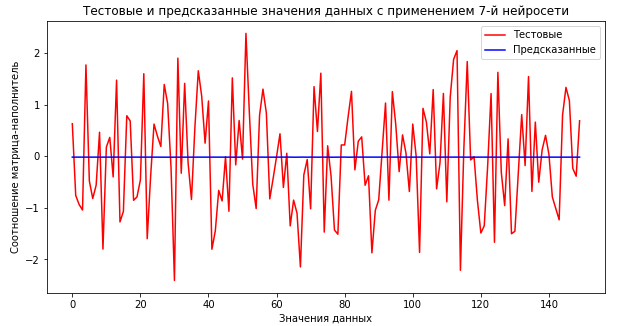 Тестовые и предсказанные значения данных с применением 7-й нейросети
Тестовые
Предсказанные
Соотношение матрица-наполнитель
2
1
0
−1
−2
0
20
40
60
80
100
120
140
Значения данных